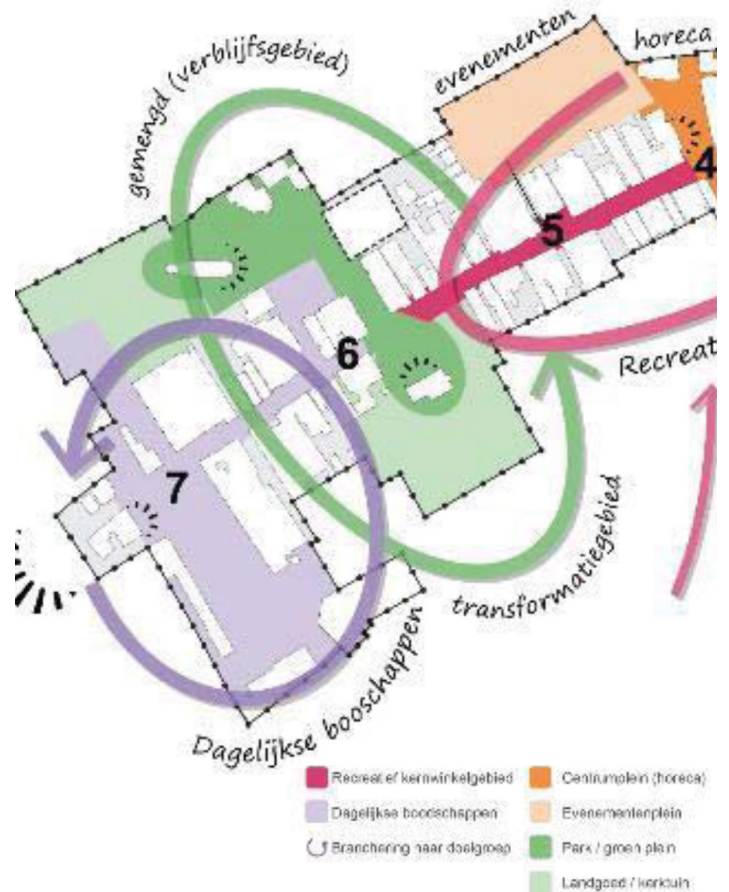 evenementen
horeca
gemengd (verblijfsgebied)
4
5
6
Recreat
7
transformatiegebied
Dagelijkse booschappen
Recreatief kernwinkelgebied
Centrumplein (horeca)
Dagelijkse boodschappen
Evenementenplein
Branchering naar doelgroep
Park / groen plein
Landgoed / kerktuin